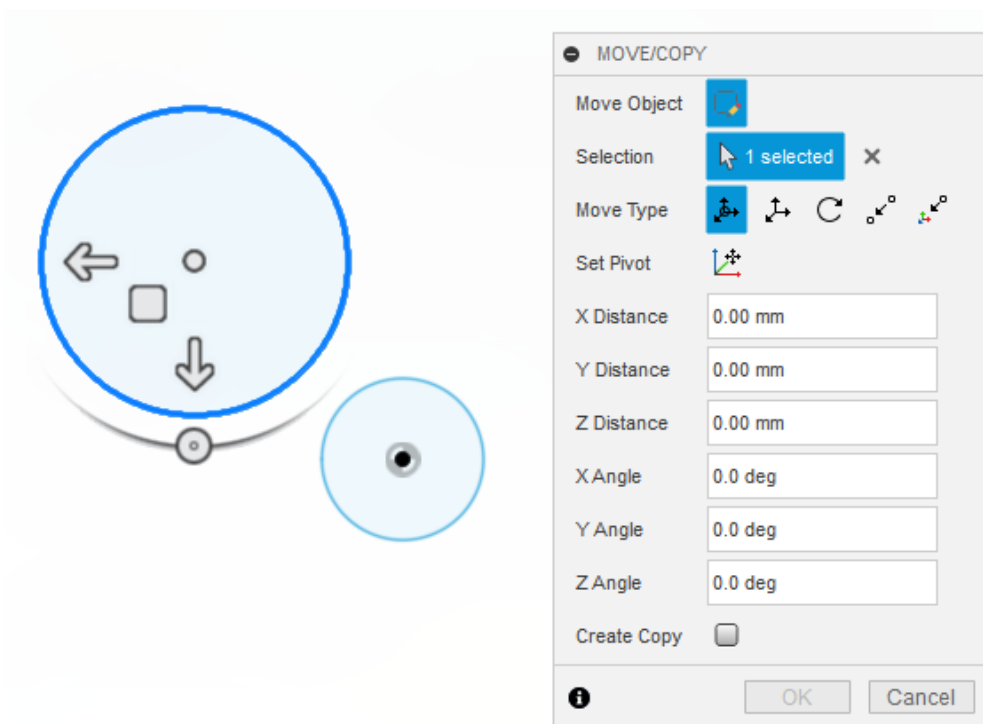 MOVE/COPY
Move Object
Selection 1 selected
Move Type
Set Pivot
X Distance 0.00 mm
Y Distance 0.00 mm
Z Distance 0.00 mm
X Angle 0.0 deg
Y Angle 0.0 deg
Z Angle 0.0 deg
Create Copy
OK Cancel